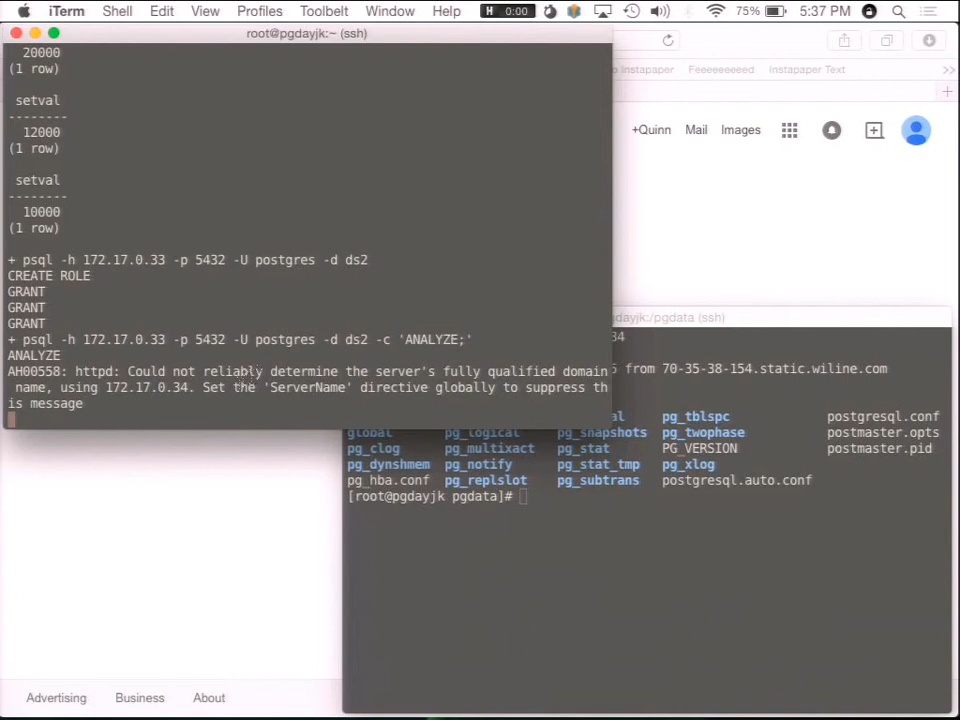 iTerm Shell Edit View Profiles Toolbelt Window Help H 0:00 75% 5:37 PM
root@pgdayjk:~ (ssh)
20000
(1 row)
setval
--------
12000
(1 row)
setval
--------
10000
(1 row)
+ psql -h 172.17.0.33 -p 5432 -U postgres -d ds2
CREATE ROLE
GRANT
GRANT
GRANT
+ psql -h 172.17.0.33 -p 5432 -U postgres -d ds2 -c 'ANALYZE;'
ANALYZE
AH00558: httpd: Could not reliably determine the server's fully qualified domain
name, using 172.17.0.34. Set the 'ServerName' directive globally to suppress th
is message
Instapaper Feeeeeeeed Instapaper Text >>
+Quinn Mail Images
dayjk:/pgdata (ssh)
34
5 from 70-35-38-154.static.wiline.com
al pg_tblspc postgresql.conf
global pg_logical pg_snapshots pg_twophase postmaster.opts
pg_clog pg_multixact pg_stat PG_VERSION postmaster.pid
pg_dynshmem pg_notify pg_stat_tmp pg_xlog
pg_hba.conf pg_replslot pg_subtrans postgresql.auto.conf
[root@pgdayjk pgdata]#
Advertising Business About